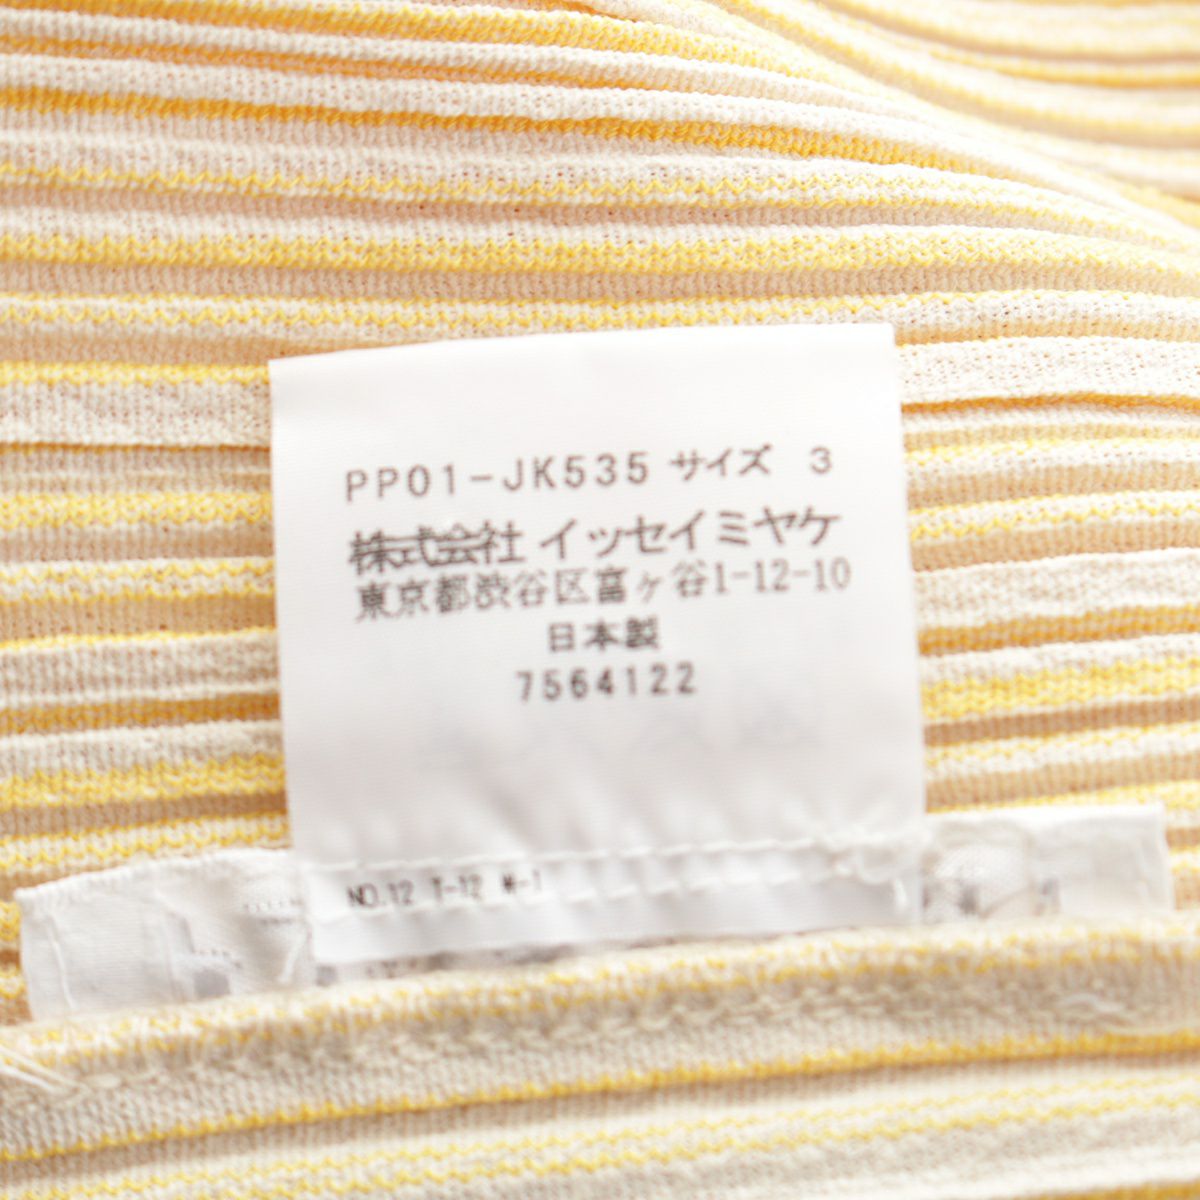 PP01-JK535 サイズ 3
株式会社 イッセイミヤケ
東京都渋谷区富ヶ谷1-12-10
日本製
7564122
NO.12 T-12 M-1